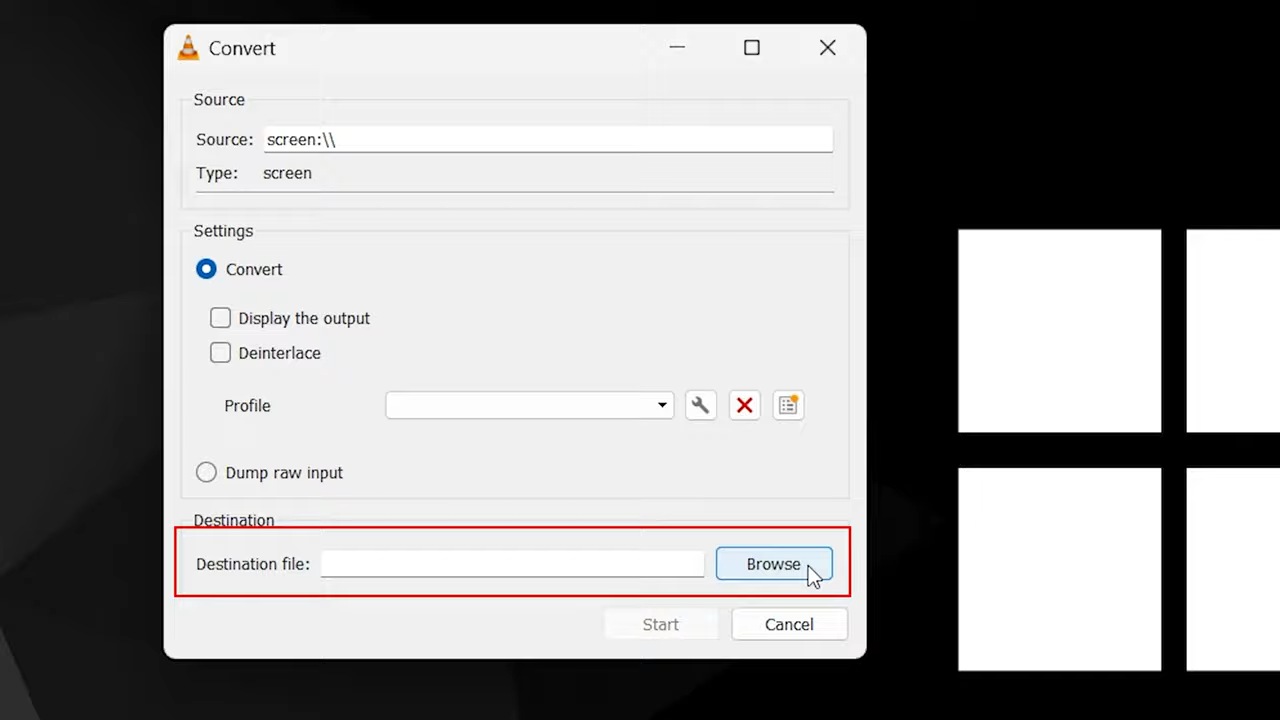 Convert
Source
Source: screen:\\
Type: screen
Settings
Convert
Display the output
Deinterlace
Profile
Dump raw input
Destination
Destination file: Browse
Start Cancel